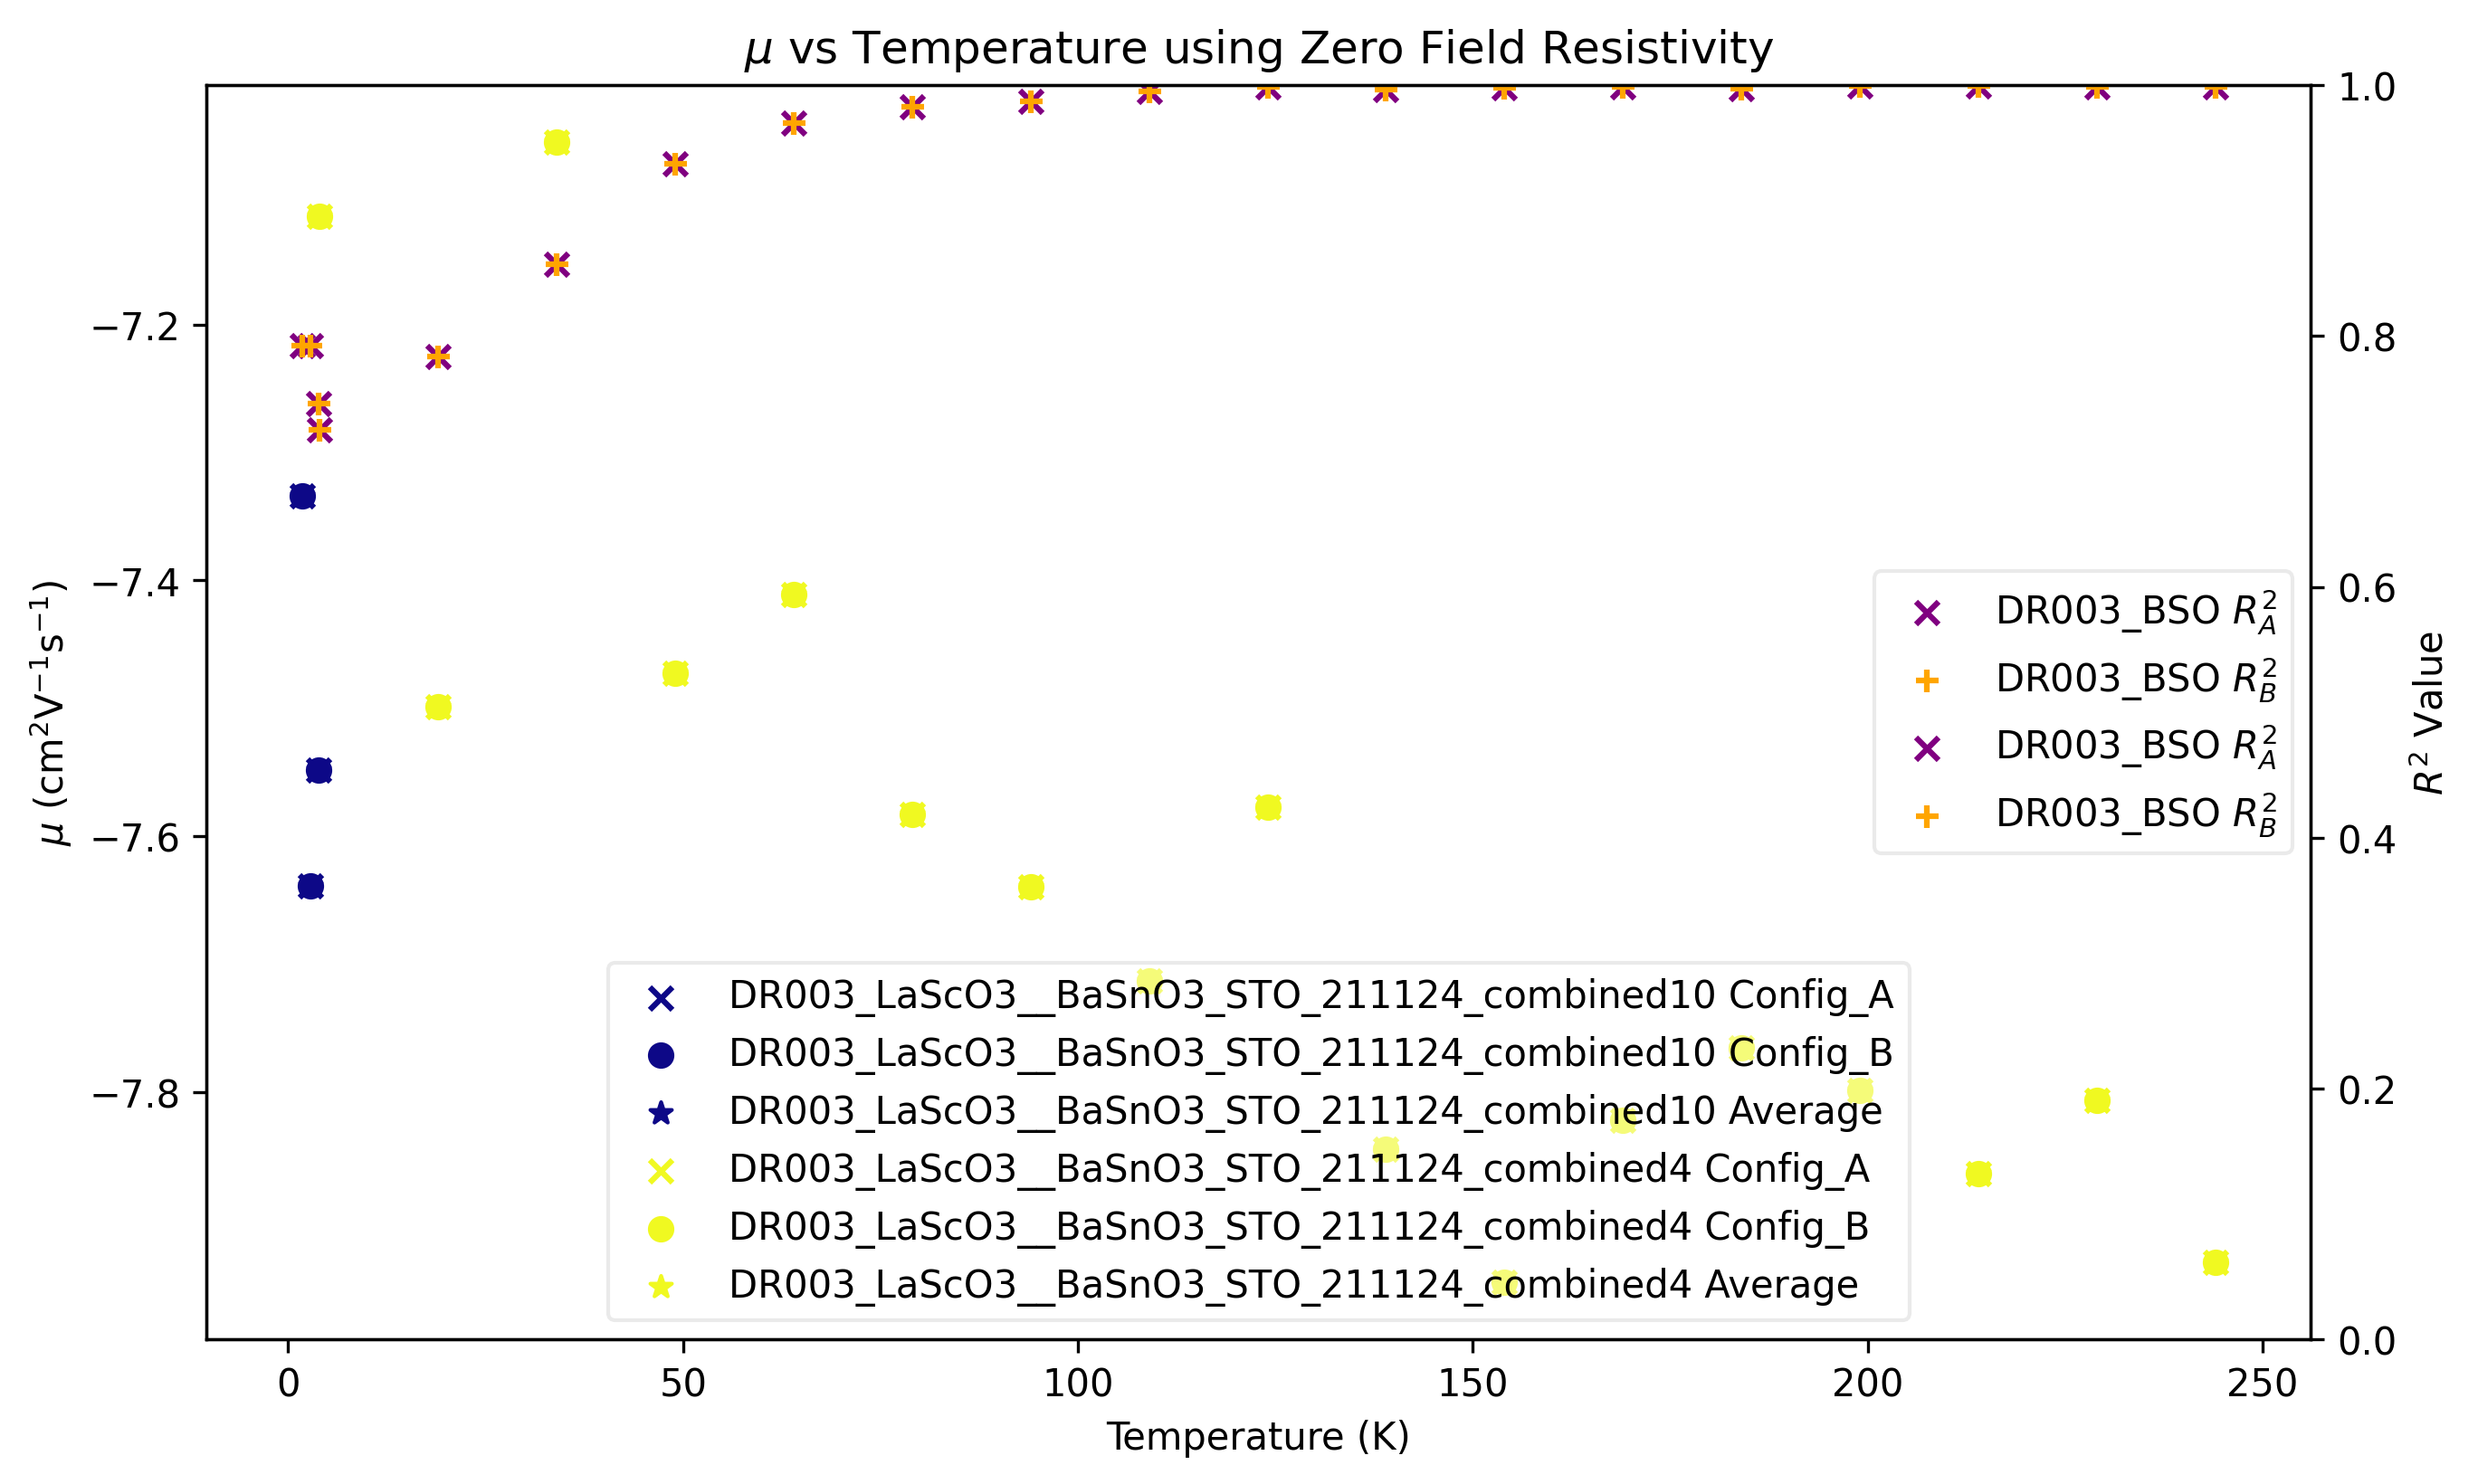 μ vs Temperature using Zero Field Resistivity
1.0
−7.2
0.8
−7.4
0.6
−7.6
0.4
−7.8
0.2
0.0
μ (cm²V⁻¹s⁻¹)
R² Value
DR003_BSO R²_A
DR003_BSO R²_B
DR003_BSO R²_A
DR003_BSO R²_B
DR003_LaScO3__BaSnO3_STO_211124_combined10 Config_A
DR003_LaScO3__BaSnO3_STO_211124_combined10 Config_B
DR003_LaScO3__BaSnO3_STO_211124_combined10 Average
DR003_LaScO3__BaSnO3_STO_211124_combined4 Config_A
DR003_LaScO3__BaSnO3_STO_211124_combined4 Config_B
DR003_LaScO3__BaSnO3_STO_211124_combined4 Average
0 50 100 150 200 250
Temperature (K)